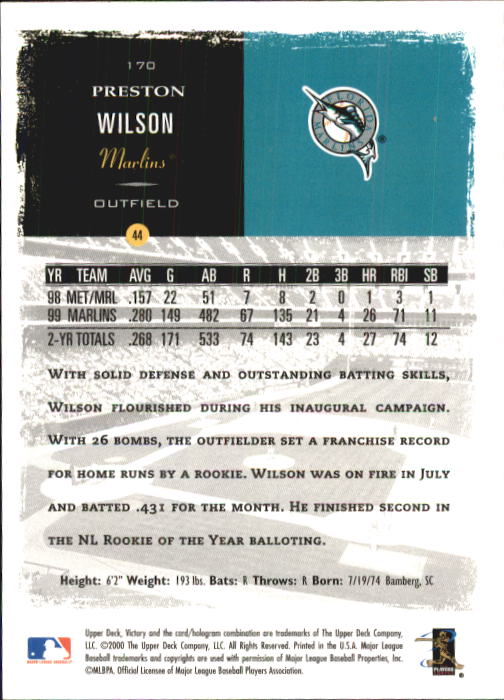 170
PRESTON
WILSON
Marlins
OUTFIELD
FLORIDA
MARLINS
44
YR TEAM AVG G AB R H 2B 3B HR RBI SB
98 MET/MRL .157 22 51 7 8 2 0 1 3 1
99 MARLINS .280 149 482 67 135 21 4 26 71 11
2-YR TOTALS .268 171 533 74 143 23 4 27 74 12
WITH SOLID DEFENSE AND OUTSTANDING BATTING SKILLS,
WILSON FLOURISHED DURING HIS INAUGURAL CAMPAIGN.
WITH 26 BOMBS, THE OUTFIELDER SET A FRANCHISE RECORD
FOR HOME RUNS BY A ROOKIE. WILSON WAS ON FIRE IN JULY
AND BATTED .431 FOR THE MONTH. HE FINISHED SECOND IN
THE NL ROOKIE OF THE YEAR BALLOTING.
Height: 6'2" Weight: 193 lbs. Bats: R Throws: R Born: 7/19/74 Bamberg, SC
Upper Deck, Victory and the card/hologram combination are trademarks of The Upper Deck Company,
LLC. ©2000 The Upper Deck Company, LLC. All Rights Reserved. Printed in the U.S.A. Major League
Baseball trademarks and copyrights are used with permission of Major League Baseball Properties, Inc.
©MLBPA. Official Licensee of Major League Baseball Players Association.
PLAYERS